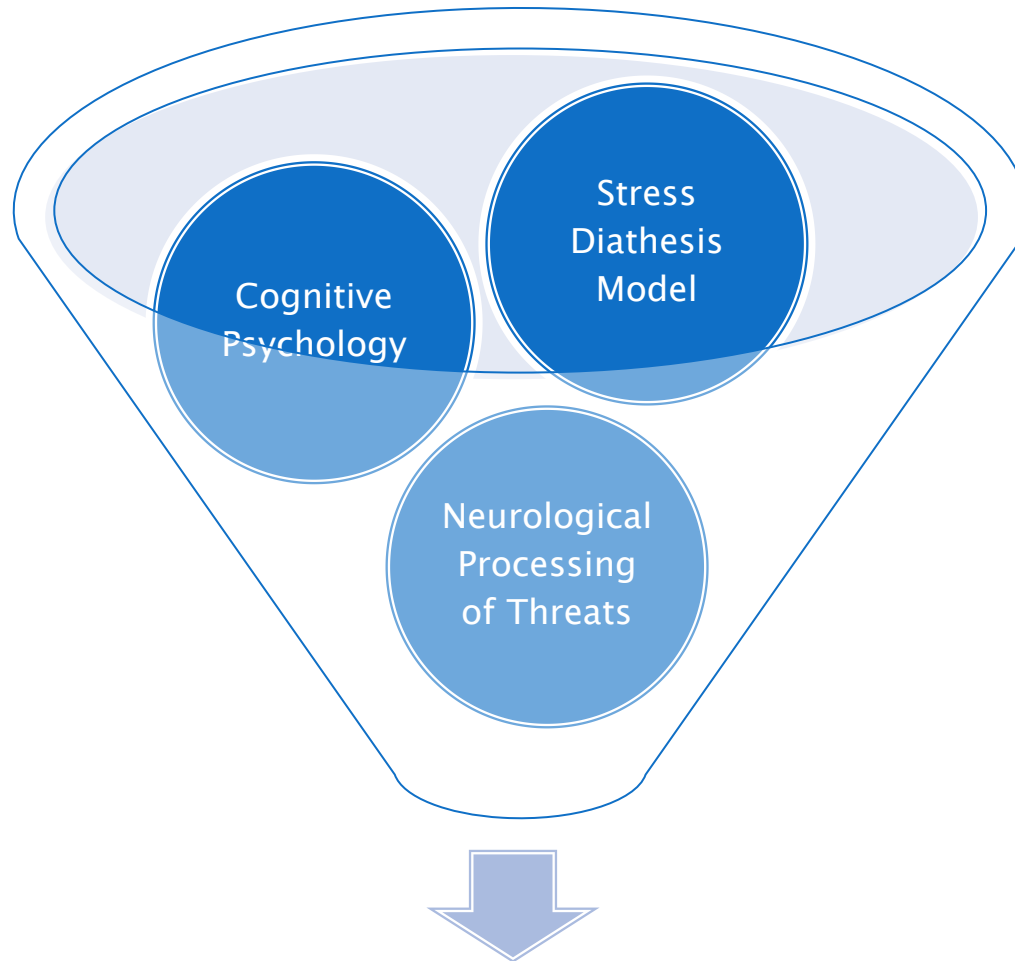 Stress
Diathesis
Model
Cognitive
Psychology
Neurological
Processing
of Threats